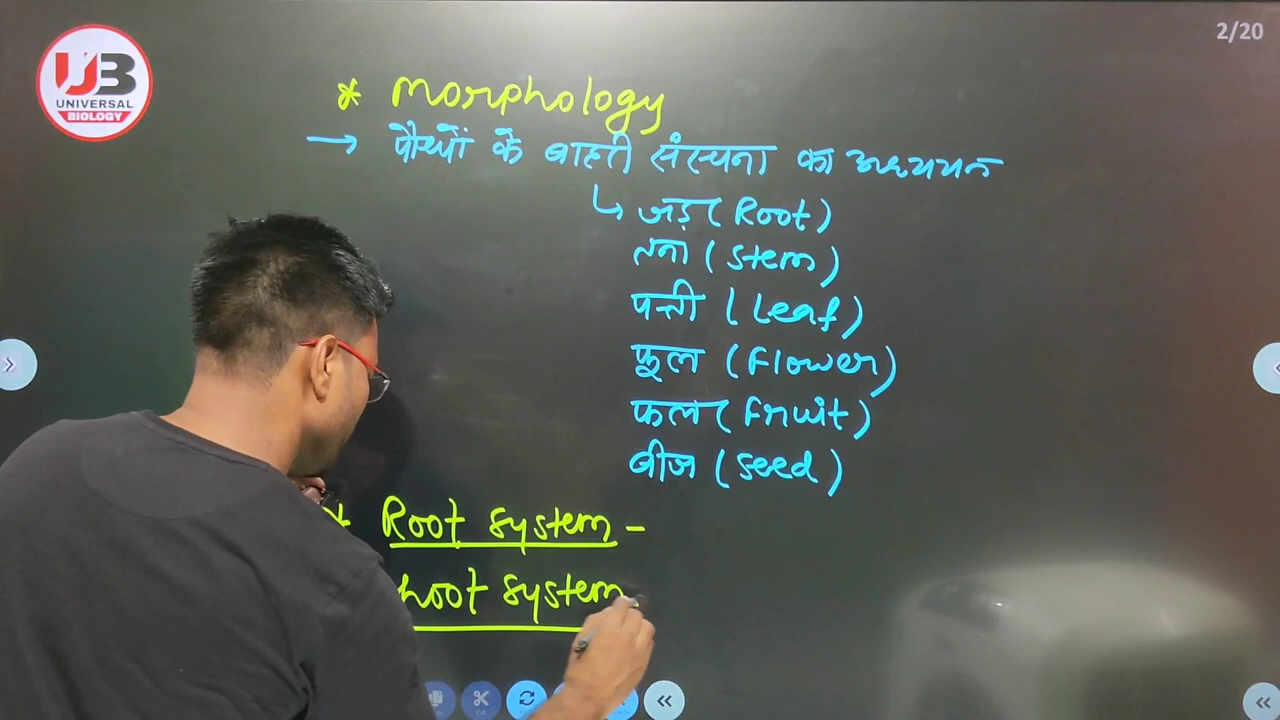 2/20
UB
UNIVERSAL
BIOLOGY
* Morphology
→ पौधों के बाहरी संरचना का अध्ययन
↳ जड़ (Root)
तना (Stem)
पत्ती (Leaf)
फूल (Flower)
फल (Fruit)
बीज (Seed)
* Root System -
hoot System